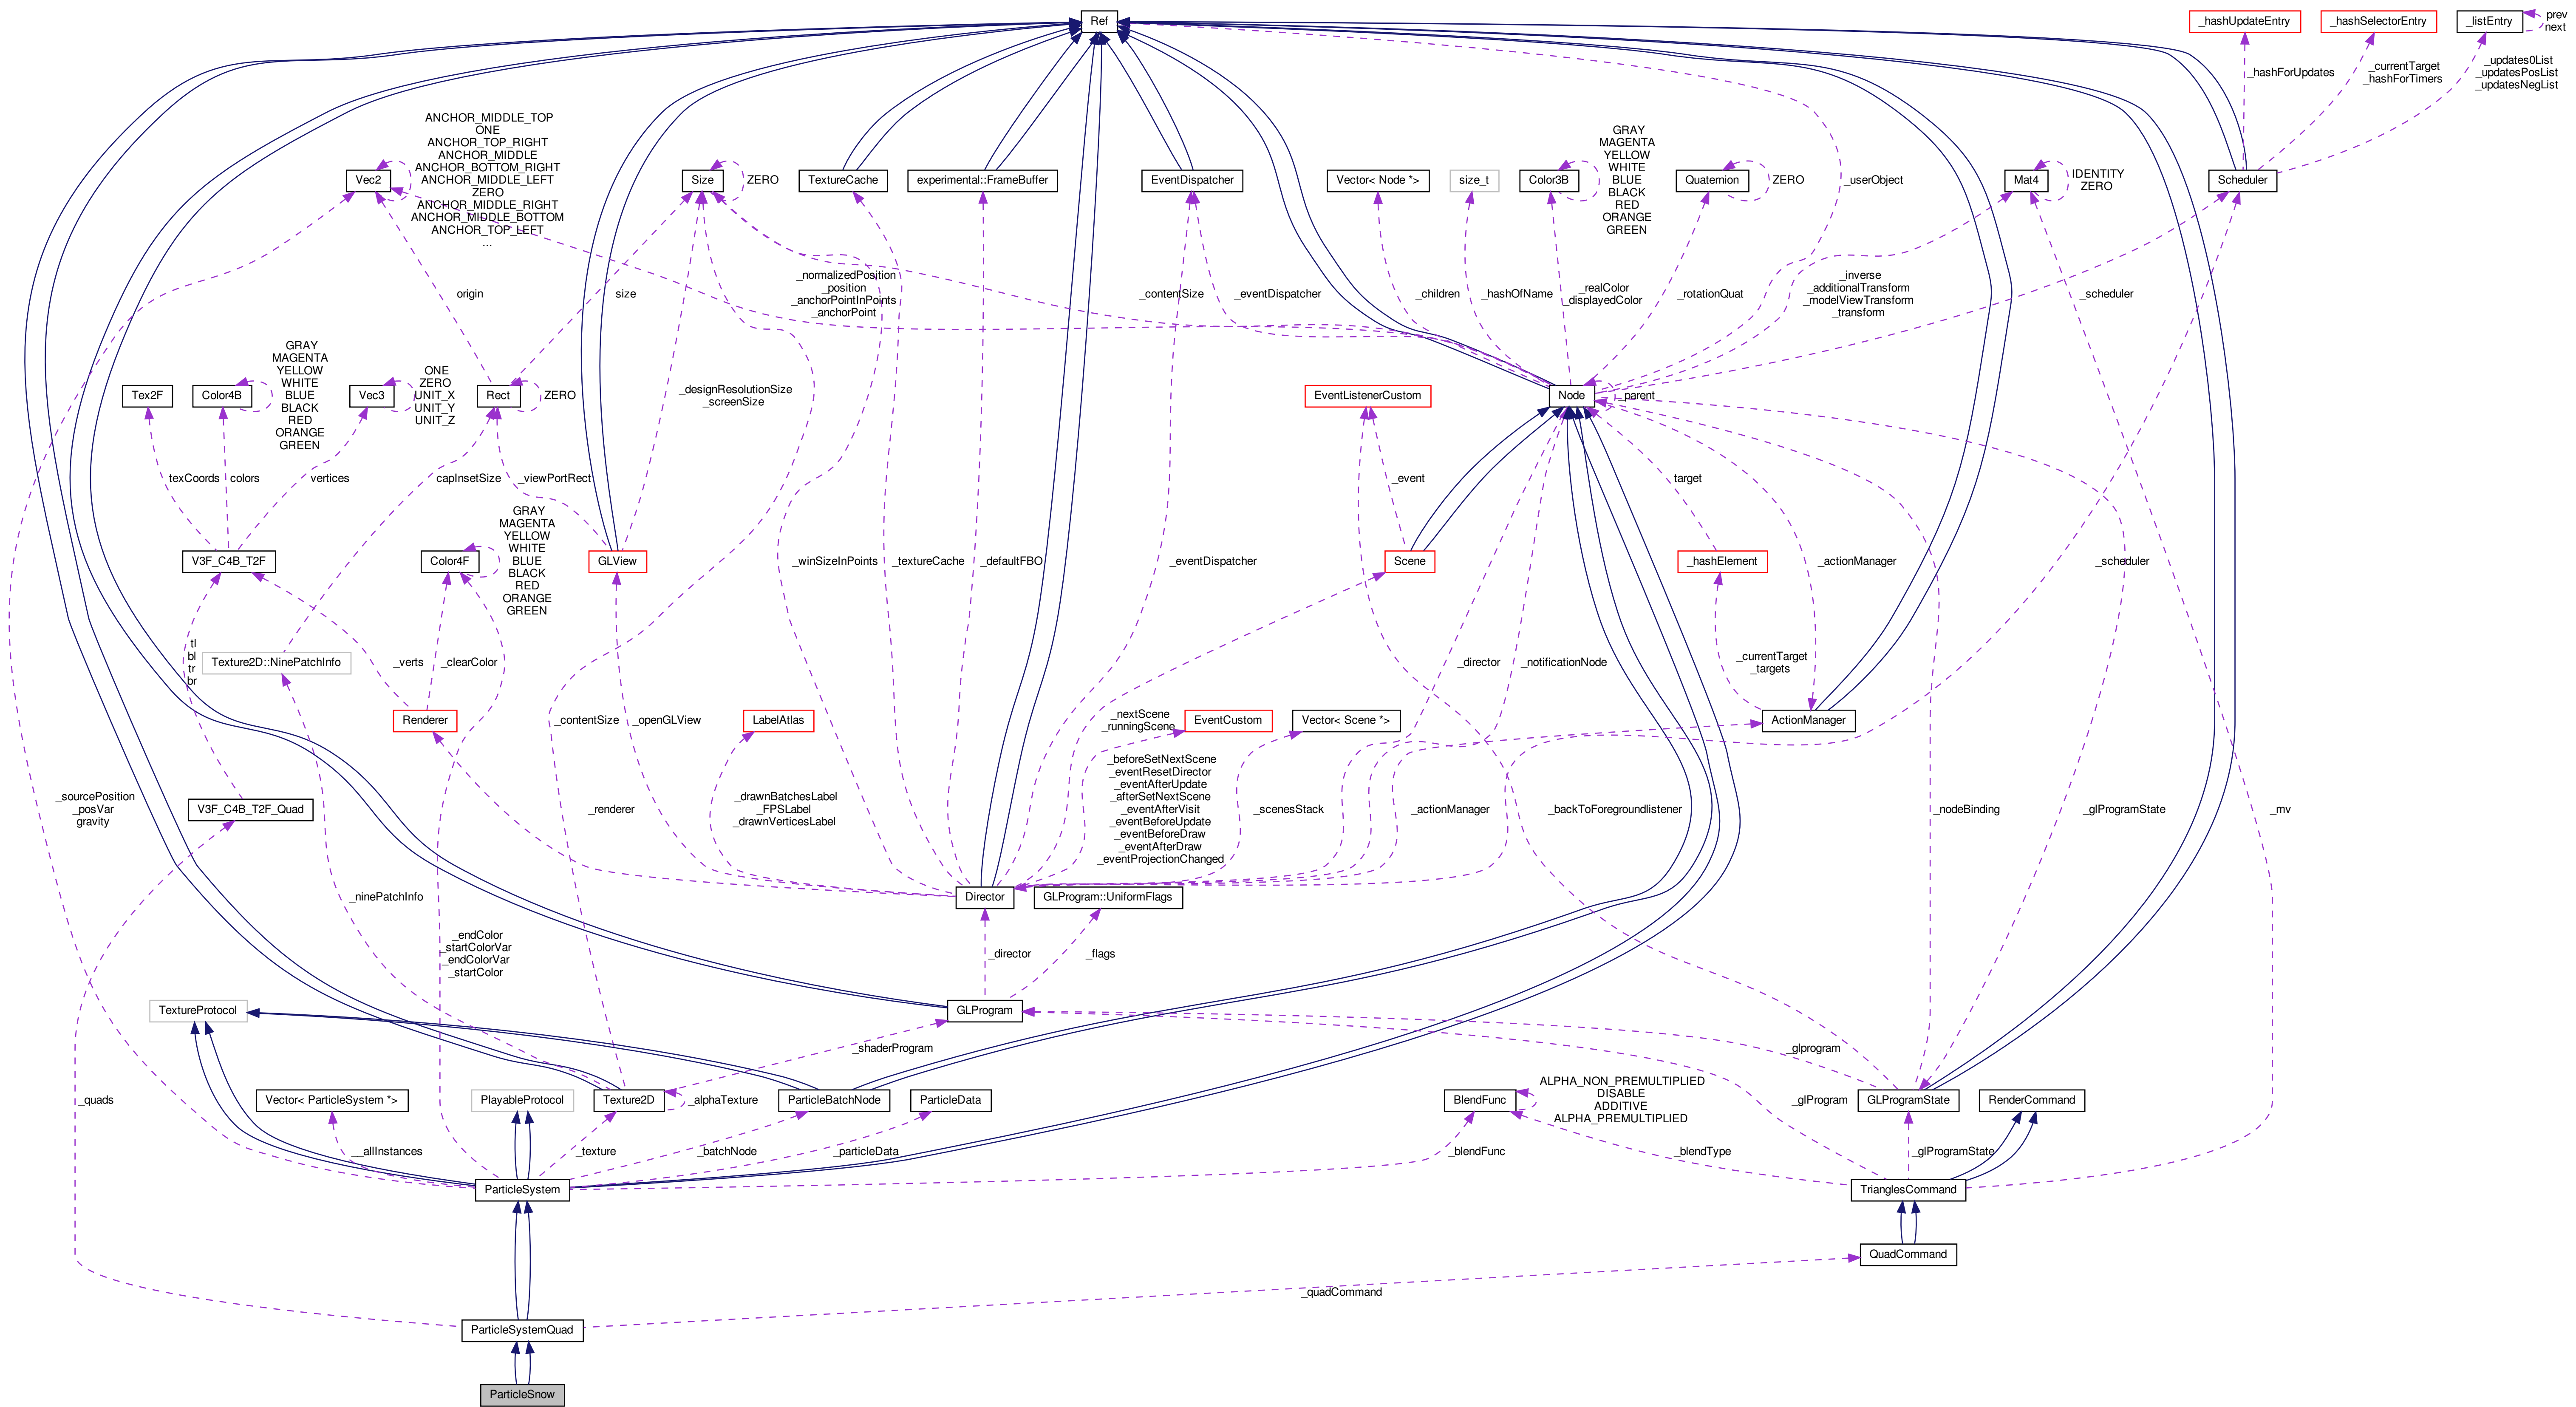 Ref
_hashUpdateEntry
_hashSelectorEntry
_listEntry
prev
next
_hashForUpdates
_currentTarget
_hashForTimers
_updates0List
_updatesPosList
_updatesNegList
ANCHOR_MIDDLE_TOP
ONE
ANCHOR_TOP_RIGHT
ANCHOR_MIDDLE
ANCHOR_BOTTOM_RIGHT
ANCHOR_MIDDLE_LEFT
ZERO
ANCHOR_MIDDLE_RIGHT
ANCHOR_MIDDLE_BOTTOM
ANCHOR_TOP_LEFT
...
GRAY
MAGENTA
YELLOW
WHITE
BLUE
BLACK
RED
ORANGE
GREEN
Vec2
Size
ZERO
TextureCache
experimental::FrameBuffer
EventDispatcher
Vector< Node *>
size_t
Color3B
Quaternion
ZERO
_userObject
Mat4
IDENTITY
ZERO
Scheduler
origin
size
_normalizedPosition
_position
_anchorPointInPoints
_anchorPoint
_contentSize
_eventDispatcher
_children
_hashOfName
_realColor
_displayedColor
_rotationQuat
_inverse
_additionalTransform
_modelViewTransform
_transform
_scheduler
GRAY
MAGENTA
YELLOW
WHITE
BLUE
BLACK
RED
ORANGE
GREEN
ONE
ZERO
UNIT_X
UNIT_Y
UNIT_Z
Tex2F
Color4B
Vec3
Rect
ZERO
_designResolutionSize
_screenSize
EventListenerCustom
Node
_parent
texCoords
colors
vertices
capInsetSize
_viewPortRect
_event
target
GRAY
MAGENTA
YELLOW
WHITE
BLUE
BLACK
RED
ORANGE
GREEN
V3F_C4B_T2F
Color4F
GLView
_winSizeInPoints
_textureCache
_defaultFBO
_eventDispatcher
Scene
_hashElement
_actionManager
_scheduler
tl
bl
tr
br
Texture2D::NinePatchInfo
_verts
_clearColor
_director
_notificationNode
_currentTarget
_targets
Renderer
_contentSize
_openGLView
LabelAtlas
_nextScene
_runningScene
EventCustom
Vector< Scene *>
ActionManager
_sourcePosition
_posVar
gravity
V3F_C4B_T2F_Quad
_renderer
_drawnBatchesLabel
_FPSLabel
_drawnVerticesLabel
_beforeSetNextScene
_eventResetDirector
_eventAfterUpdate
_afterSetNextScene
_eventAfterVisit
_eventBeforeUpdate
_eventBeforeDraw
_eventAfterDraw
_eventProjectionChanged
_scenesStack
_actionManager
_backToForegroundlistener
_nodeBinding
_glProgramState
_mv
_ninePatchInfo
Director
GLProgram::UniformFlags
_endColor
_startColorVar
_endColorVar
_startColor
_director
_flags
TextureProtocol
GLProgram
_shaderProgram
_glprogram
_quads
Vector< ParticleSystem *>
PlayableProtocol
Texture2D
_alphaTexture
ParticleBatchNode
ParticleData
BlendFunc
ALPHA_NON_PREMULTIPLIED
DISABLE
ADDITIVE
ALPHA_PREMULTIPLIED
_glProgram
GLProgramState
RenderCommand
__allInstances
_texture
_batchNode
_particleData
_blendFunc
_blendType
_glProgramState
ParticleSystem
TrianglesCommand
QuadCommand
_quadCommand
ParticleSystemQuad
ParticleSnow